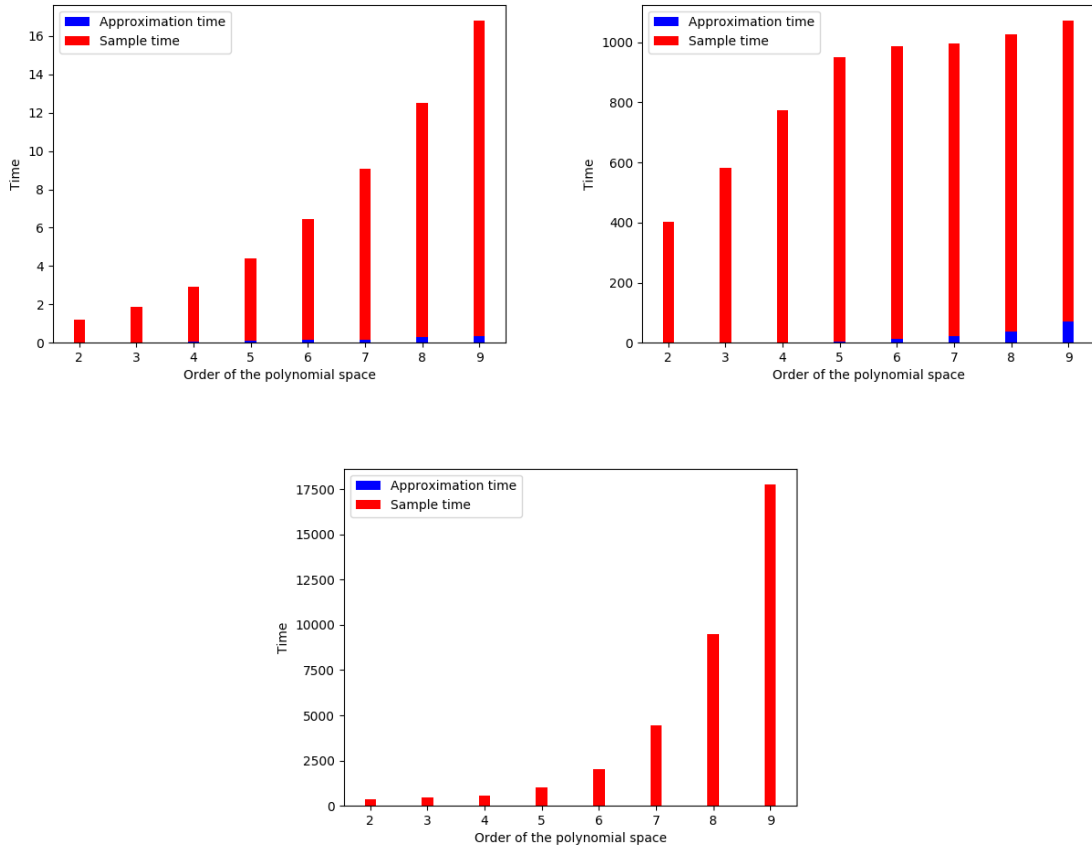 Approximation time
Sample time
16
14
12
10
8
6
4
2
0
Time
2 3 4 5 6 7 8 9
Order of the polynomial space
Approximation time
Sample time
1000
800
600
400
200
0
Time
2 3 4 5 6 7 8 9
Order of the polynomial space
Approximation time
Sample time
17500
15000
12500
10000
7500
5000
2500
0
Time
2 3 4 5 6 7 8 9
Order of the polynomial space